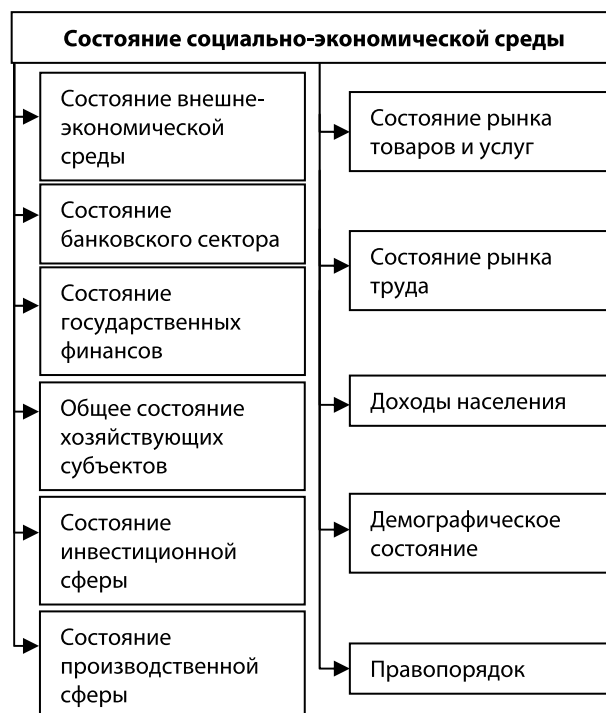 Состояние социально-экономической среды
Состояние внешне-
экономической
среды
Состояние
банковского сектора
Состояние
государственных
финансов
Общее состояние
хозяйствующих
субъектов
Состояние
инвестиционной
сферы
Состояние
производственной
сферы
Состояние рынка
товаров и услуг
Состояние рынка
труда
Доходы населения
Демографическое
состояние
Правопорядок